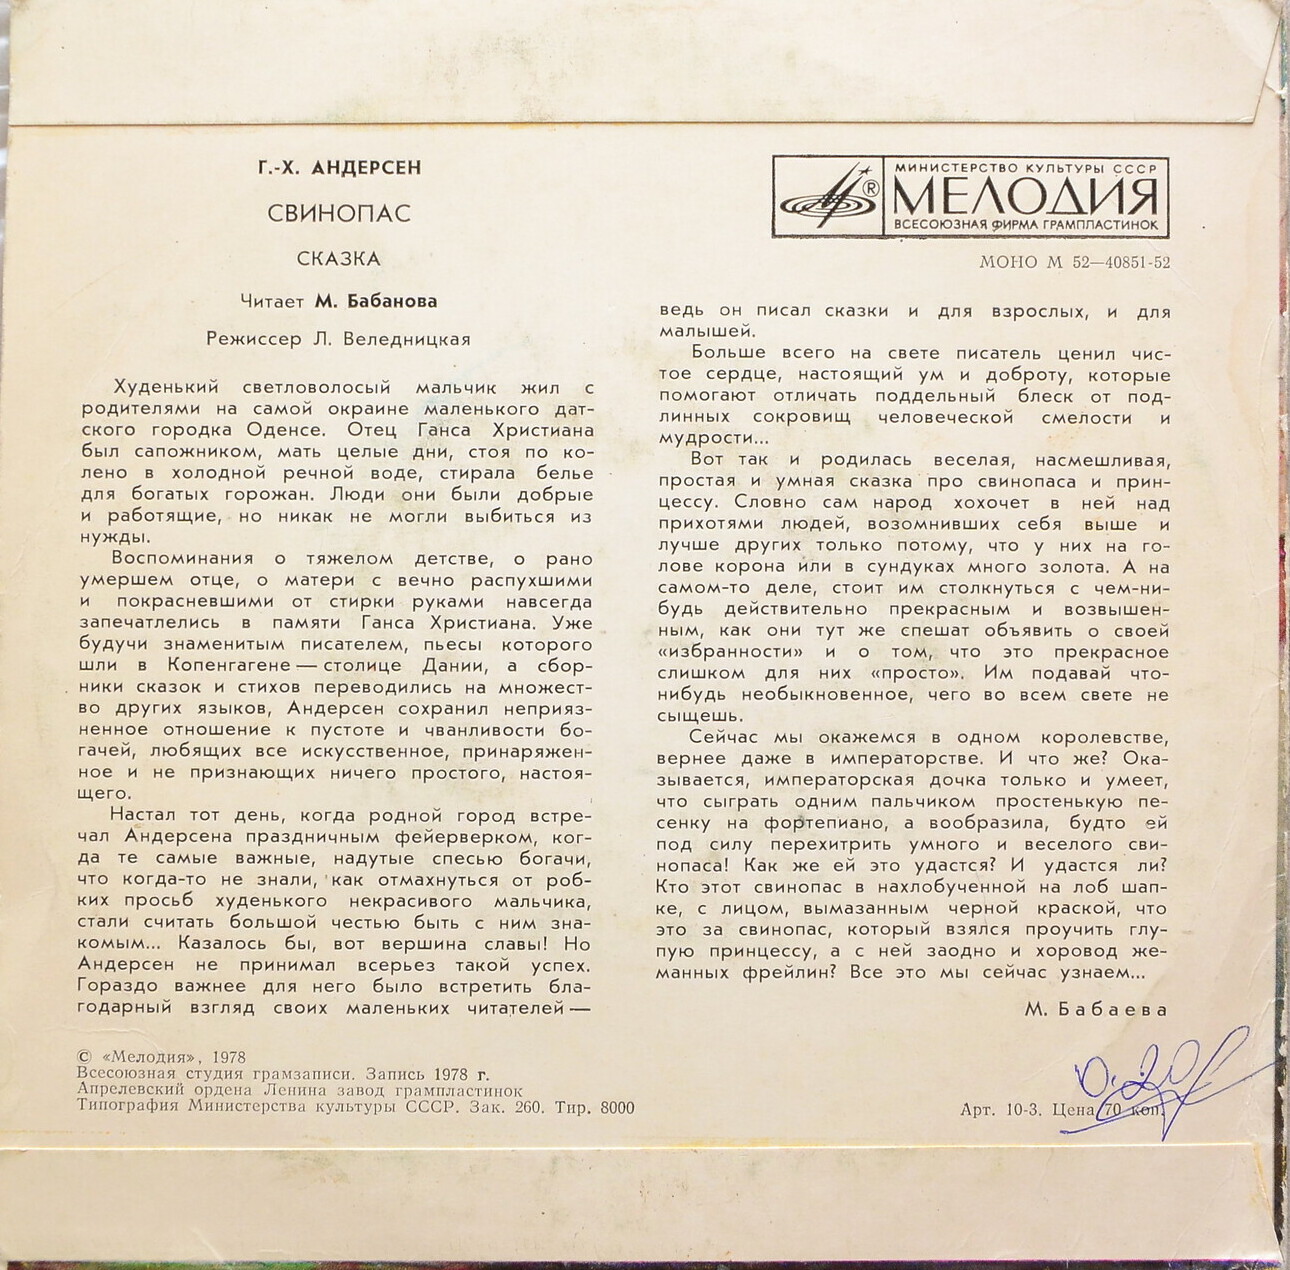 Г.-Х. АНДЕРСЕН
СВИНОПАС
СКАЗКА
Читает М. Бабанова
Режиссер Л. Веледницкая
Худенький светловолосый мальчик жил с
родителями на самой окраине маленького дат-
ского городка Оденсе. Отец Ганса Христиана
был сапожником, мать целые дни, стоя по ко-
лено в холодной речной воде, стирала белье
для богатых горожан. Люди они были добрые
и работящие, но никак не могли выбиться из
нужды.
Воспоминания о тяжелом детстве, о рано
умершем отце, о матери с вечно распухшими
и покрасневшими от стирки руками навсегда
запечатлелись в памяти Ганса Христиана. Уже
будучи знаменитым писателем, пьесы которого
шли в Копенгагене — столице Дании, а сбор-
ники сказок и стихов переводились на множест-
во других языков, Андерсен сохранил неприяз-
ненное отношение к пустоте и чванливости бо-
гачей, любящих все искусственное, принаряжен-
ное и не признающих ничего простого, настоя-
щего.
Настал тот день, когда родной город встре-
чал Андерсена праздничным фейерверком, ког-
да те самые важные, надутые спесью богачи,
что когда-то не знали, как отмахнуться от роб-
ких просьб худенького некрасивого мальчика,
стали считать большой честью быть с ним зна-
комым... Казалось бы, вот вершина славы! Но
Андерсен не принимал всерьез такой успех.
Гораздо важнее для него было встретить бла-
годарный взгляд своих маленьких читателей —
© «Мелодия», 1978
Всесоюзная студия грамзаписи. Запись 1978 г.
Апрелевский ордена Ленина завод грампластинок
Типография Министерства культуры СССР. Зак. 260. Тир. 8000
®
МИНИСТЕРСТВО КУЛЬТУРЫ СССР
МЕЛОДИЯ
ВСЕСОЮЗНАЯ ФИРМА ГРАМПЛАСТИНОК
МОНО М 52—40851-52
ведь он писал сказки и для взрослых, и для
малышей.
Больше всего на свете писатель ценил чис-
тое сердце, настоящий ум и доброту, которые
помогают отличать поддельный блеск от под-
линных сокровищ человеческой смелости и
мудрости...
Вот так и родилась веселая, насмешливая,
простая и умная сказка про свинопаса и прин-
цессу. Словно сам народ хохочет в ней над
прихотями людей, возомнивших себя выше и
лучше других только потому, что у них на го-
лове корона или в сундуках много золота. А на
самом-то деле, стоит им столкнуться с чем-ни-
будь действительно прекрасным и возвышен-
ным, как они тут же спешат объявить о своей
«избранности» и о том, что это прекрасное
слишком для них «просто». Им подавай что-
нибудь необыкновенное, чего во всем свете не
сыщешь.
Сейчас мы окажемся в одном королевстве,
вернее даже в императорстве. И что же? Ока-
зывается, императорская дочка только и умеет,
что сыграть одним пальчиком простенькую пе-
сенку на фортепиано, а вообразила, будто ей
под силу перехитрить умного и веселого сви-
нопаса! Как же ей это удастся? И удастся ли?
Кто этот свинопас в нахлобученной на лоб шап-
ке, с лицом, вымазанным черной краской, что
это за свинопас, который взялся проучить глу-
пую принцессу, а с ней заодно и хоровод же-
манных фрейлин? Все это мы сейчас узнаем...
М. Бабаева
Арт. 10-3. Цена 70 коп.